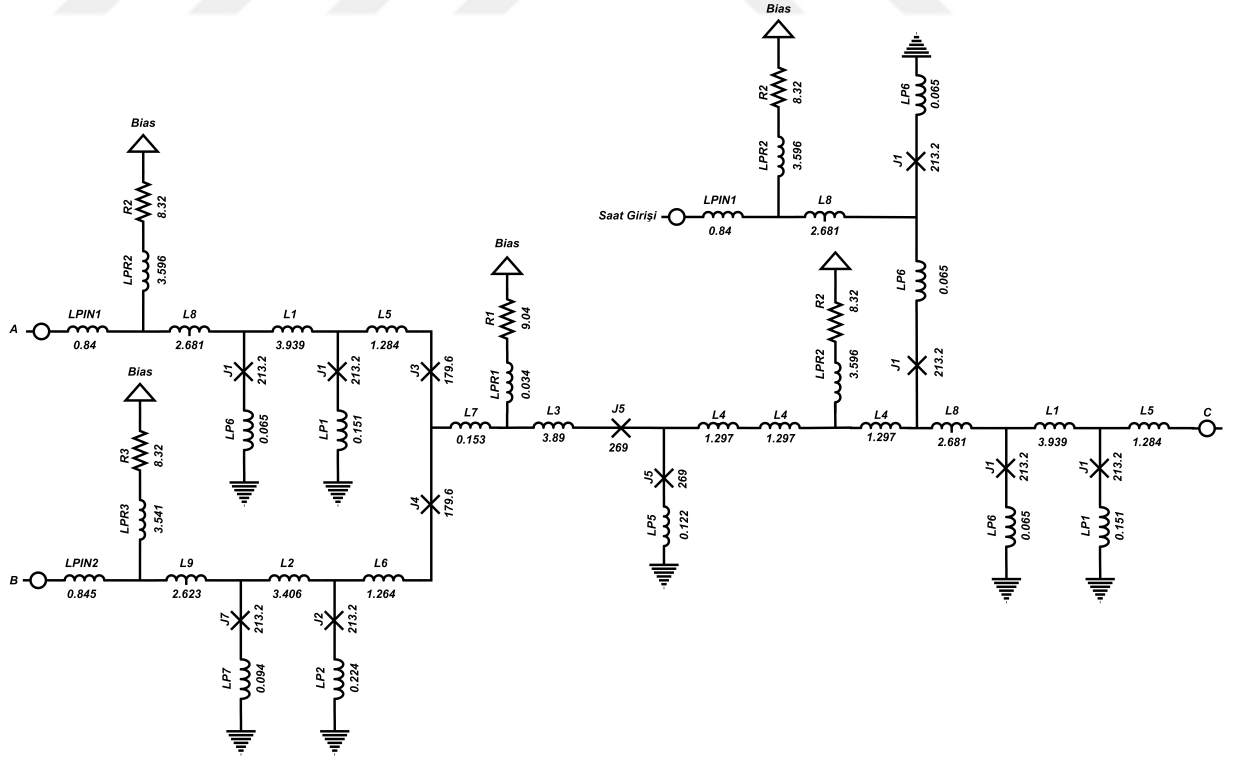 Bias
R2
8.32
LPR2
3.596
LP6
0.065
J1
213.2
Saat Girişi
LPIN1
0.84
L8
2.681
LP6
0.065
J1
213.2
R2
8.32
LPR2
3.596
Bias
R2
8.32
LPR2
3.596
A
LPIN1
0.84
L8
2.681
L1
3.939
L5
1.284
J1
213.2
LP6
0.065
J1
213.2
LP1
0.151
J3
179.6
Bias
R1
9.04
LPR1
0.034
L7
0.153
L3
3.89
J5
269
J5
269
LP5
0.122
L4
1.297
L4
1.297
L4
1.297
L8
2.681
L1
3.939
L5
1.284
C
J1
213.2
LP6
0.065
J1
213.2
LP1
0.151
Bias
R3
8.32
LPR3
3.541
J4
179.6
B
LPIN2
0.845
L9
2.623
L2
3.406
L6
1.264
J7
213.2
LP7
0.094
J2
213.2
LP2
0.224